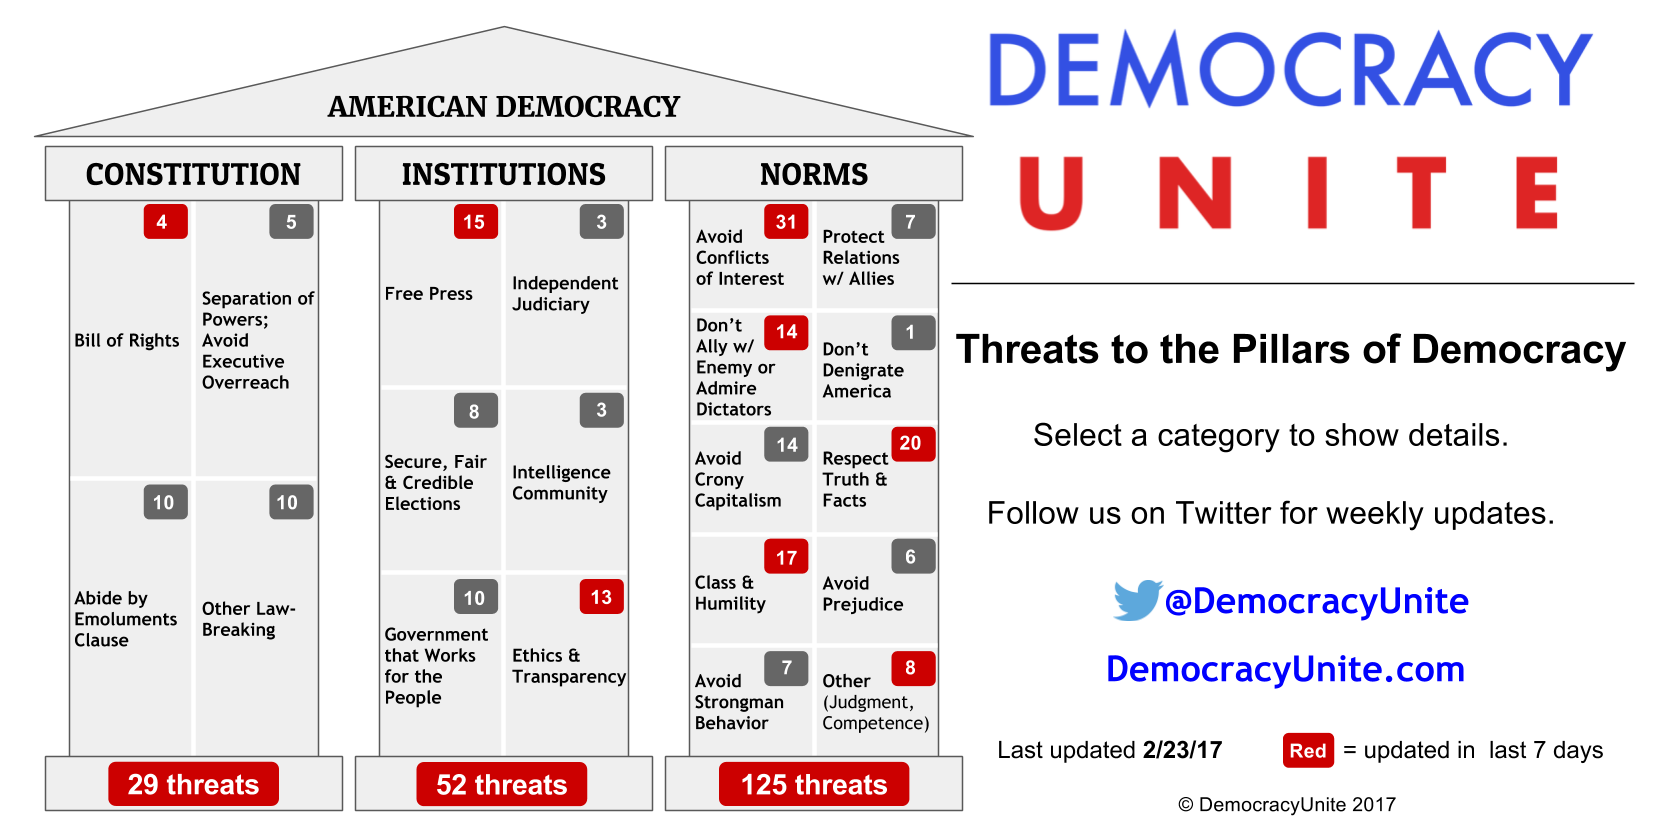 AMERICAN DEMOCRACY
CONSTITUTION
4
Bill of Rights
5
Separation of
Powers;
Avoid
Executive
Overreach
10
Abide by
Emoluments
Clause
10
Other Law-
Breaking
29 threats
INSTITUTIONS
15
Free Press
3
Independent
Judiciary
8
Secure, Fair
& Credible
Elections
3
Intelligence
Community
10
Government
that Works
for the
People
13
Ethics &
Transparency
52 threats
NORMS
31
Avoid
Conflicts
of Interest
7
Protect
Relations
w/ Allies
14
Don't
Ally w/
Enemy or
Admire
Dictators
1
Don't
Denigrate
America
14
Avoid
Crony
Capitalism
20
Respect
Truth &
Facts
17
Class &
Humility
6
Avoid
Prejudice
7
Avoid
Strongman
Behavior
8
Other
(Judgment,
Competence)
125 threats
DEMOCRACY
UNITE
Threats to the Pillars of Democracy
Select a category to show details.
Follow us on Twitter for weekly updates.
@DemocracyUnite
DemocracyUnite.com
Last updated 2/23/17
Red = updated in last 7 days
© DemocracyUnite 2017